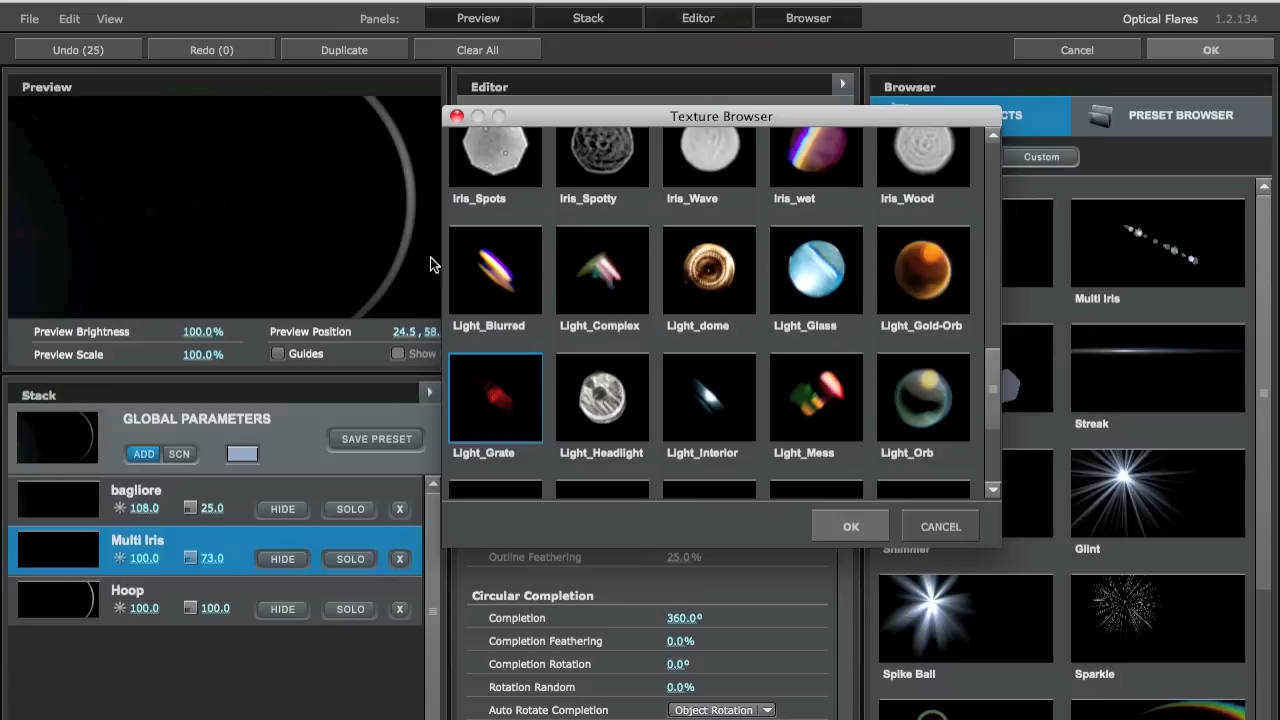 File Edit View Panels: Preview Stack Editor Browser Optical Flares 1.2.134
Undo (25) Redo (0) Duplicate Clear All Cancel OK
Preview
Editor
Browser
Texture Browser
CTS
PRESET BROWSER
Custom
Iris_Spots Iris_Spotty Iris_Wave Iris_wet Iris_Wood
Multi Iris
Light_Blurred Light_Complex Light_dome Light_Glass Light_Gold-Orb
Preview Brightness 100.0% Preview Position 24.5, 58.
Preview Scale 100.0% Guides Show
Stack
GLOBAL PARAMETERS
ADD SCN SAVE PRESET
Streak
Light_Grate Light_Headlight Light_Interior Light_Mess Light_Orb
bagliore
108.0 25.0 HIDE SOLO X
OK CANCEL
Multi Iris
100.0 73.0 HIDE SOLO X
Shimmer Glint
Outline Feathering 25.0%
Hoop
100.0 100.0 HIDE SOLO X
Circular Completion
Completion 360.0º
Completion Feathering 0.0%
Completion Rotation 0.0º
Rotation Random 0.0%
Auto Rotate Completion Object Rotation
Spike Ball Sparkle